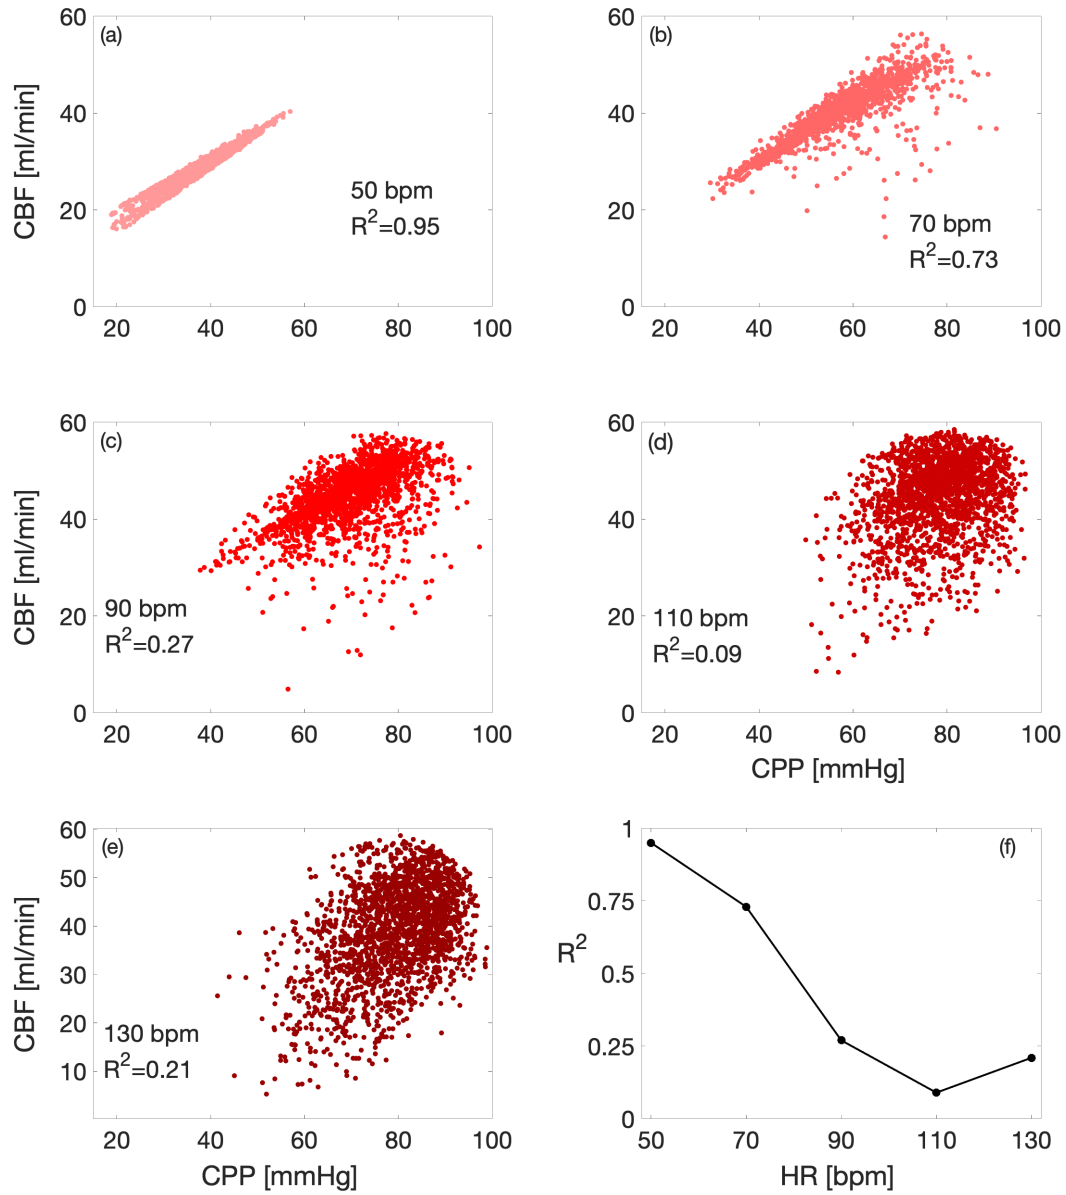 (a)
60
40
20
0
CBF [ml/min]
50 bpm
R²=0.95
20 40 60 80 100
(b)
60
40
20
0
70 bpm
R²=0.73
20 40 60 80 100
(c)
60
40
20
0
CBF [ml/min]
90 bpm
R²=0.27
20 40 60 80 100
(d)
60
40
20
0
110 bpm
R²=0.09
20 40 60 80 100
CPP [mmHg]
(e)
60
50
40
30
20
10
CBF [ml/min]
130 bpm
R²=0.21
20 40 60 80 100
CPP [mmHg]
(f)
1
0.75
0.5
0.25
0
R²
50 70 90 110 130
HR [bpm]